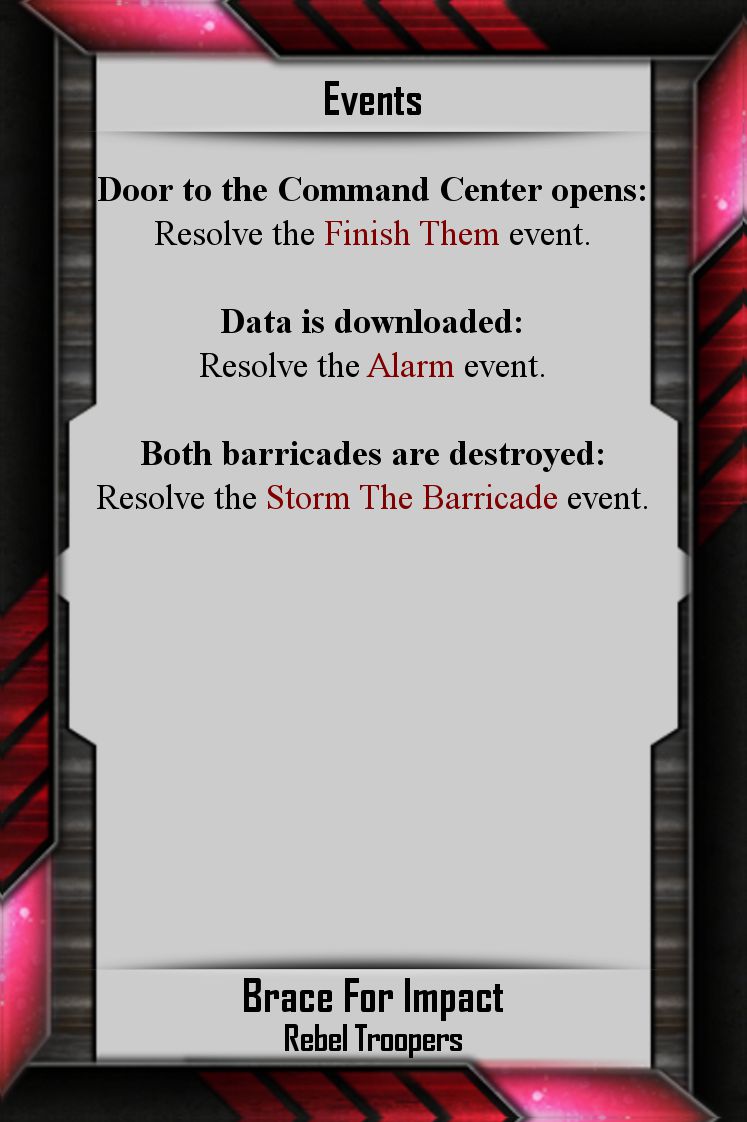 Events
Door to the Command Center opens:
Resolve the Finish Them event.
Data is downloaded:
Resolve the Alarm event.
Both barricades are destroyed:
Resolve the Storm The Barricade event.
Brace For Impact
Rebel Troopers